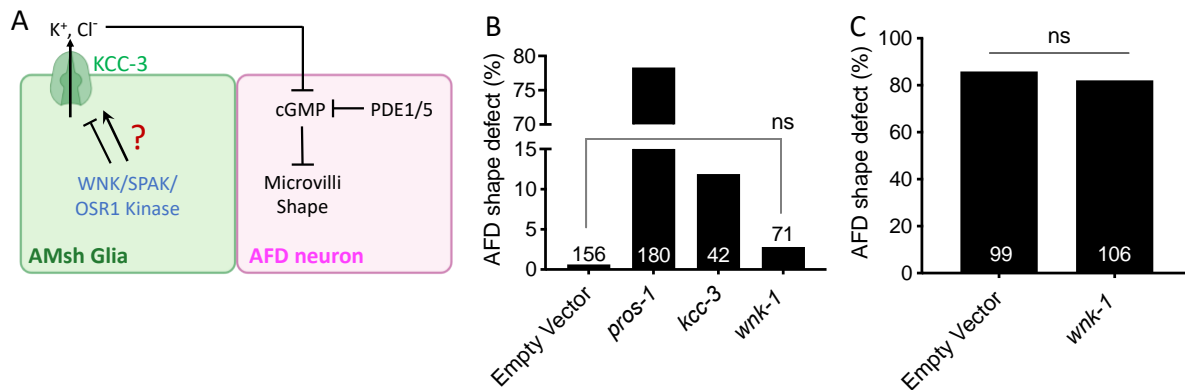 A
K⁺, Cl⁻
KCC-3
?
WNK/SPAK/
OSR1 Kinase
AMsh Glia
cGMP
PDE1/5
Microvilli
Shape
AFD neuron
B
AFD shape defect (%)
80
75
70
15
10
5
0
ns
156
180
42
71
Empty Vector
pros-1
kcc-3
wnk-1
C
AFD shape defect (%)
100
80
60
40
20
0
ns
99
106
Empty Vector
wnk-1